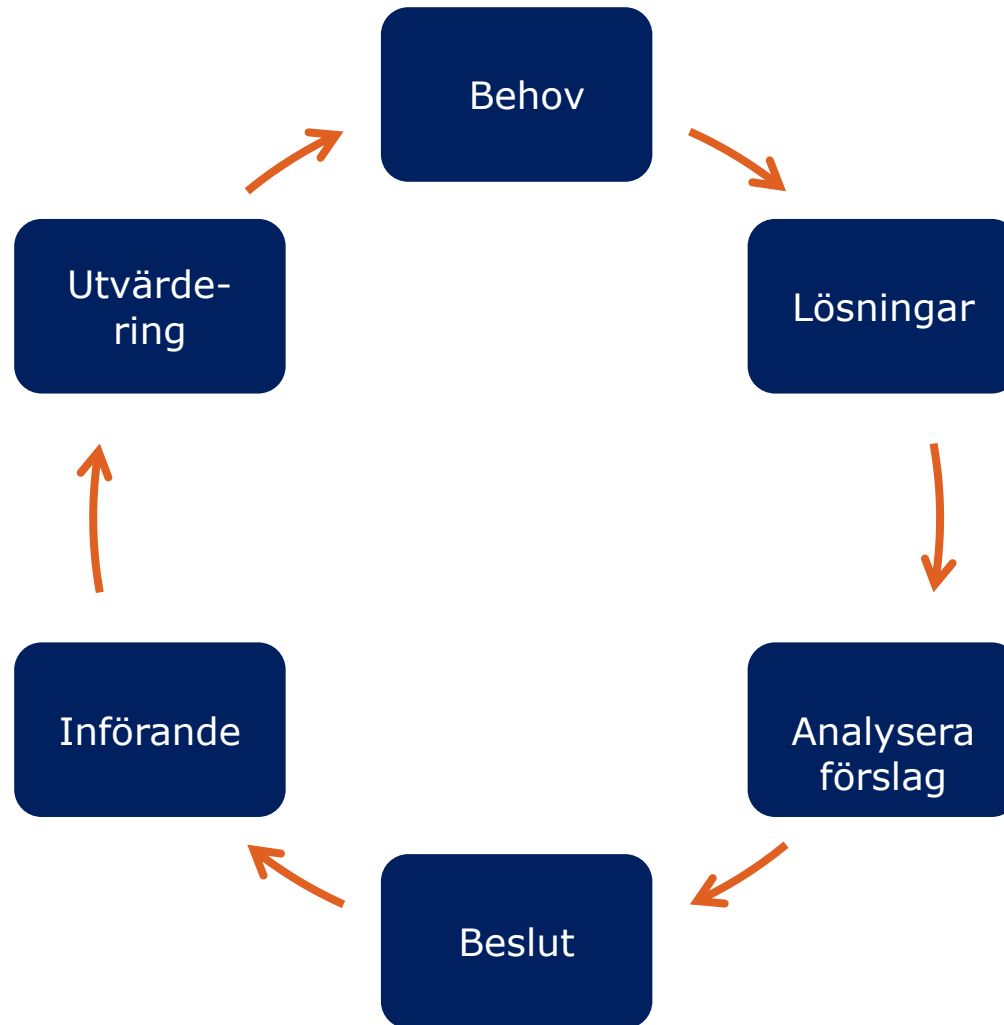 Behov
Lösningar
Analysera
förslag
Beslut
Införande
Utvärde-
ring